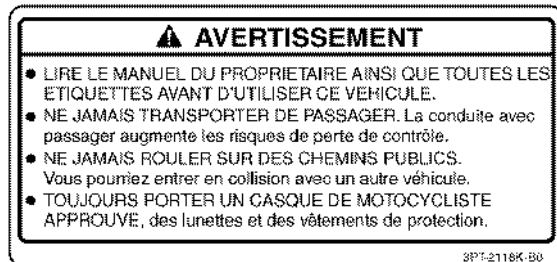 AVERTISSEMENT
● LIRE LE MANUEL DU PROPRIETAIRE AINSI QUE TOUTES LES
ETIQUETTES AVANT D'UTILISER CE VEHICULE.
● NE JAMAIS TRANSPORTER DE PASSAGER. La conduite avec
passager augmente les risques de perte de contrôle.
● NE JAMAIS ROULER SUR DES CHEMINS PUBLICS.
Vous pourriez entrer en collision avec un autre véhicule.
● TOUJOURS PORTER UN CASQUE DE MOTOCYCLISTE
APPROUVE, des lunettes et des vêtements de protection.
3PT-2118K-B0